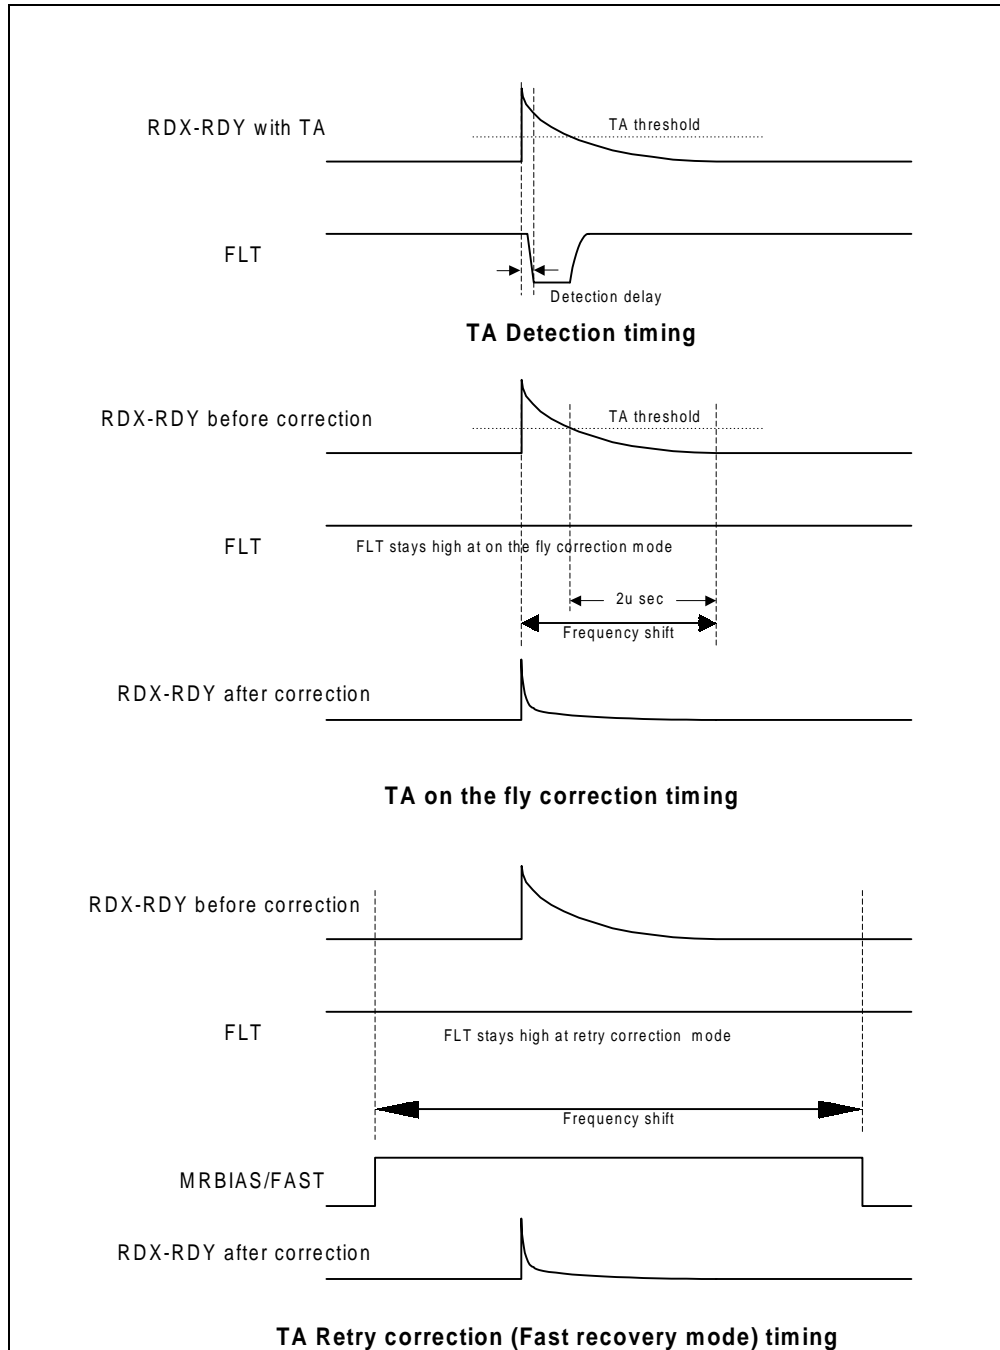 RDX-RDY with TA
TA threshold
FLT
Detection delay
TA Detection timing
RDX-RDY before correction
TA threshold
FLT
FLT stays high at on the fly correction mode
2u sec
Frequency shift
RDX-RDY after correction
TA on the fly correction timing
RDX-RDY before correction
FLT
FLT stays high at retry correction mode
Frequency shift
MRBIAS/FAST
RDX-RDY after correction
TA Retry correction (Fast recovery mode) timing